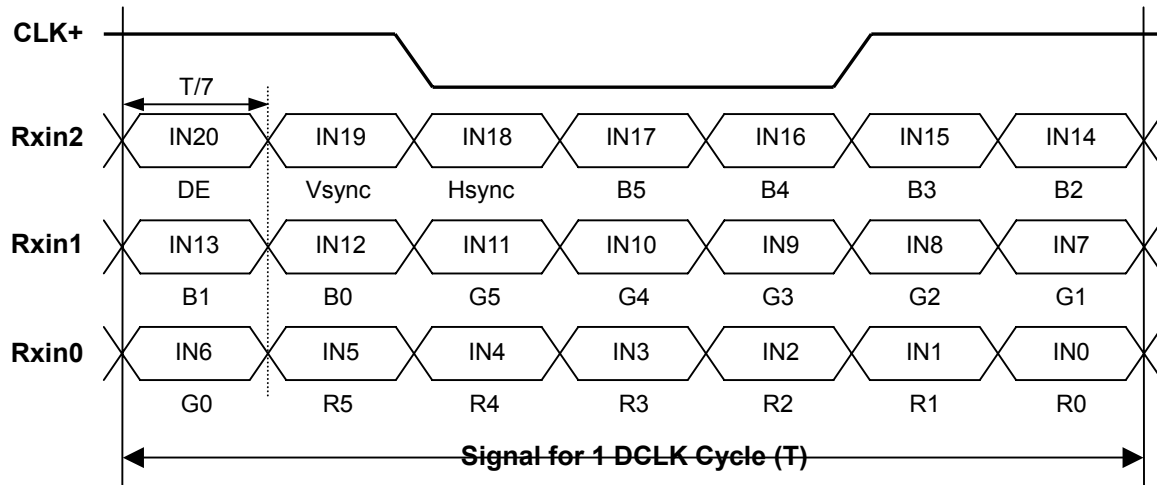 CLK+
T/7
Rxin2 IN20 IN19 IN18 IN17 IN16 IN15 IN14
DE Vsync Hsync B5 B4 B3 B2
Rxin1 IN13 IN12 IN11 IN10 IN9 IN8 IN7
B1 B0 G5 G4 G3 G2 G1
Rxin0 IN6 IN5 IN4 IN3 IN2 IN1 IN0
G0 R5 R4 R3 R2 R1 R0
Signal for 1 DCLK Cycle (T)